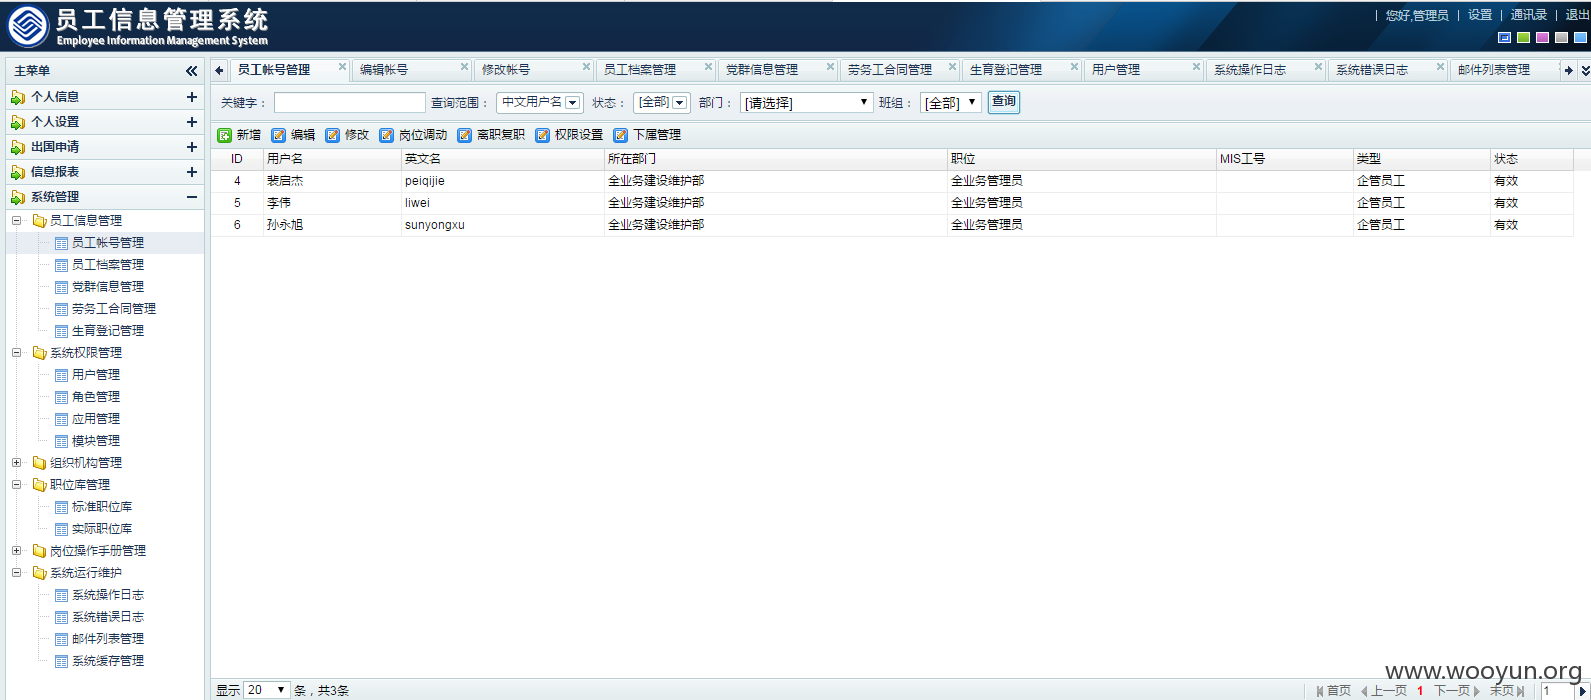 员工信息管理系统
Employee Information Management System
| 您好,管理员 | 设置 | 通讯录 | 退出
主菜单
个人信息
个人设置
出国申请
信息报表
系统管理
员工信息管理
员工帐号管理
员工档案管理
党群信息管理
劳务工合同管理
生育登记管理
系统权限管理
用户管理
角色管理
应用管理
模块管理
组织机构管理
职位库管理
标准职位库
实际职位库
岗位操作手册管理
系统运行维护
系统操作日志
系统错误日志
邮件列表管理
系统缓存管理
员工帐号管理 编辑帐号 修改帐号 员工档案管理 党群信息管理 劳务工合同管理 生育登记管理 用户管理 系统操作日志 系统错误日志 邮件列表管理
关键字： 查询范围： 中文用户名 状态： [全部] 部门： [请选择] 班组： [全部] 查询
新增 编辑 修改 岗位调动 离职复职 权限设置 下属管理
ID 用户名 英文名 所在部门 职位 MIS工号 类型 状态
4 裴启杰 peiqijie 全业务建设维护部 全业务管理员 企管员工 有效
5 李伟 liwei 全业务建设维护部 全业务管理员 企管员工 有效
6 孙永旭 sunyongxu 全业务建设维护部 全业务管理员 企管员工 有效
www.wooyun.org
显示 20 条，共3条
首页 上一页 1 下一页 末页 1